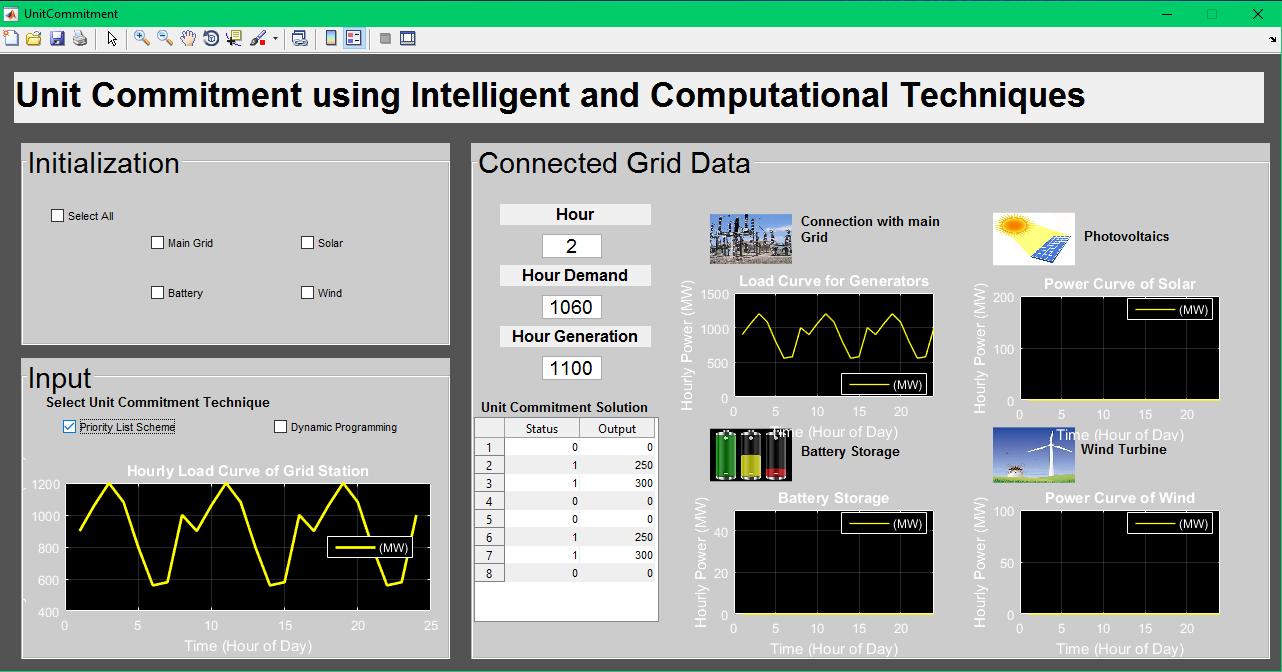 UnitCommitment
Unit Commitment using Intelligent and Computational Techniques
Initialization
Select All
Main Grid
Solar
Battery
Wind
Input
Select Unit Commitment Technique
Priority List Scheme
Dynamic Programming
Hourly Load Curve of Grid Station
1200
1000
800
600
400
(MW)
0 5 10 15 20 25
Time (Hour of Day)
Connected Grid Data
Hour
2
Hour Demand
1060
Hour Generation
1100
Unit Commitment Solution
Status Output
1 0 0
2 1 250
3 1 300
4 0 0
5 0 0
6 1 250
7 1 300
8 0 0
Connection with main
Grid
Load Curve for Generators
Hourly Power (MW)
1500
1000
500
0
(MW)
0 5 10 15 20
Time (Hour of Day)
Photovoltaics
Power Curve of Solar
Hourly Power (MW)
200
100
0
(MW)
0 5 10 15 20
Time (Hour of Day)
Battery Storage
Battery Storage
Hourly Power (MW)
40
20
0
(MW)
0 5 10 15 20
Time (Hour of Day)
Wind Turbine
Power Curve of Wind
Hourly Power (MW)
100
50
0
(MW)
0 5 10 15 20
Time (Hour of Day)